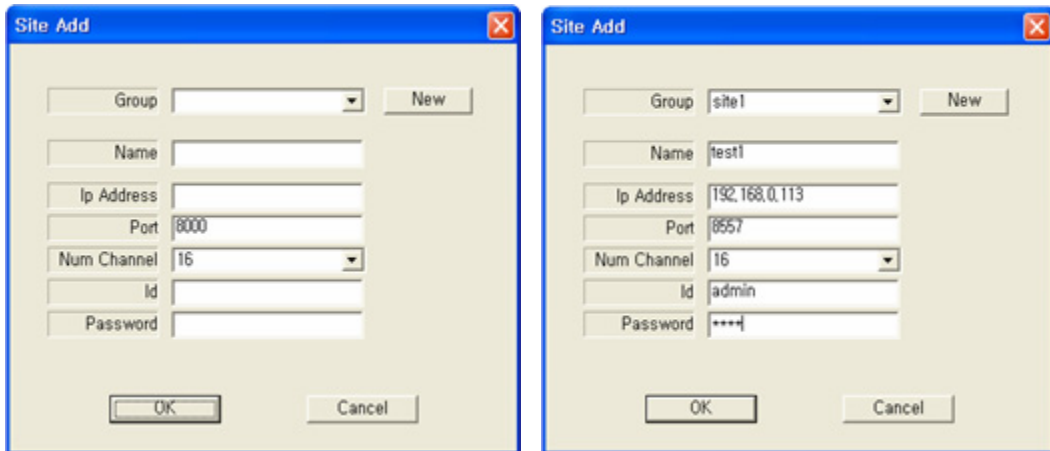 Site Add
Group
New
Name
Ip Address
Port 8000
Num Channel 16
Id
Password
OK Cancel
Site Add
Group site1 New
Name test1
Ip Address 192,168,0,113
Port 8557
Num Channel 16
Id admin
Password ****
OK Cancel